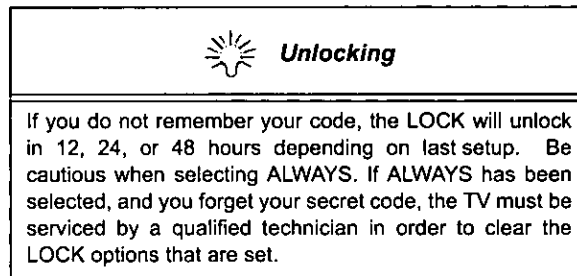 Unlocking
If you do not remember your code, the LOCK will unlock
in 12, 24, or 48 hours depending on last setup. Be
cautious when selecting ALWAYS. If ALWAYS has been
selected, and you forget your secret code, the TV must be
serviced by a qualified technician in order to clear the
LOCK options that are set.